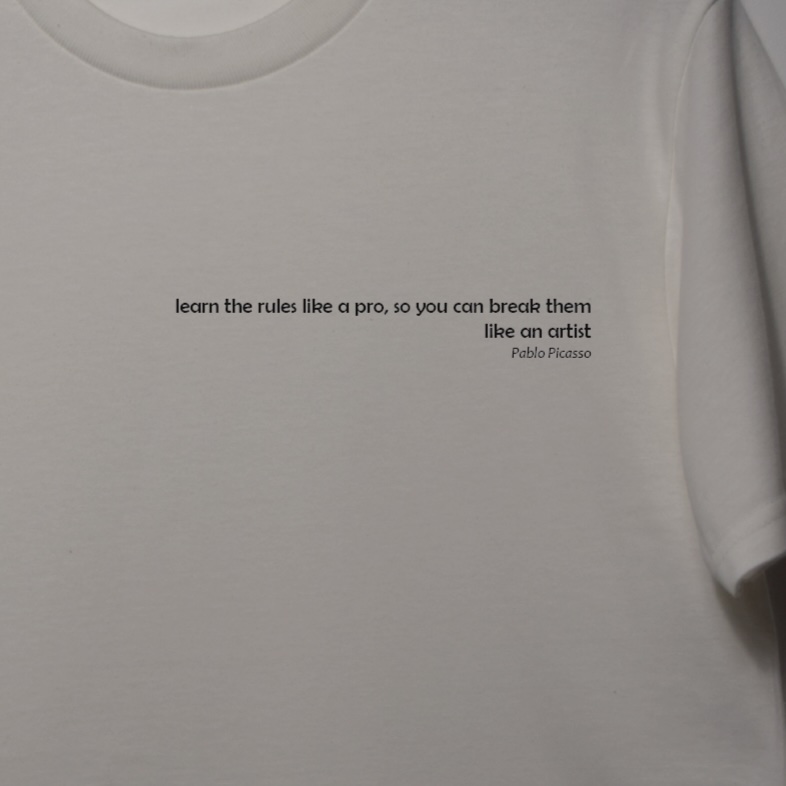 learn the rules like a pro, so you can break them
like an artist
Pablo Picasso